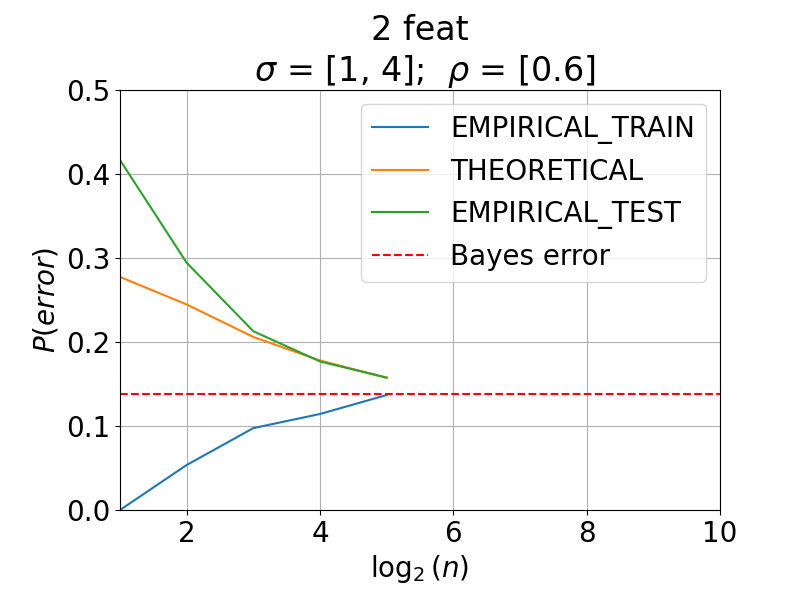 2 feat
σ = [1, 4]; ρ = [0.6]
0.5
0.4
0.3
0.2
0.1
0.0
P(error)
EMPIRICAL_TRAIN
THEORETICAL
EMPIRICAL_TEST
Bayes error
2 4 6 8 10
log₂(n)